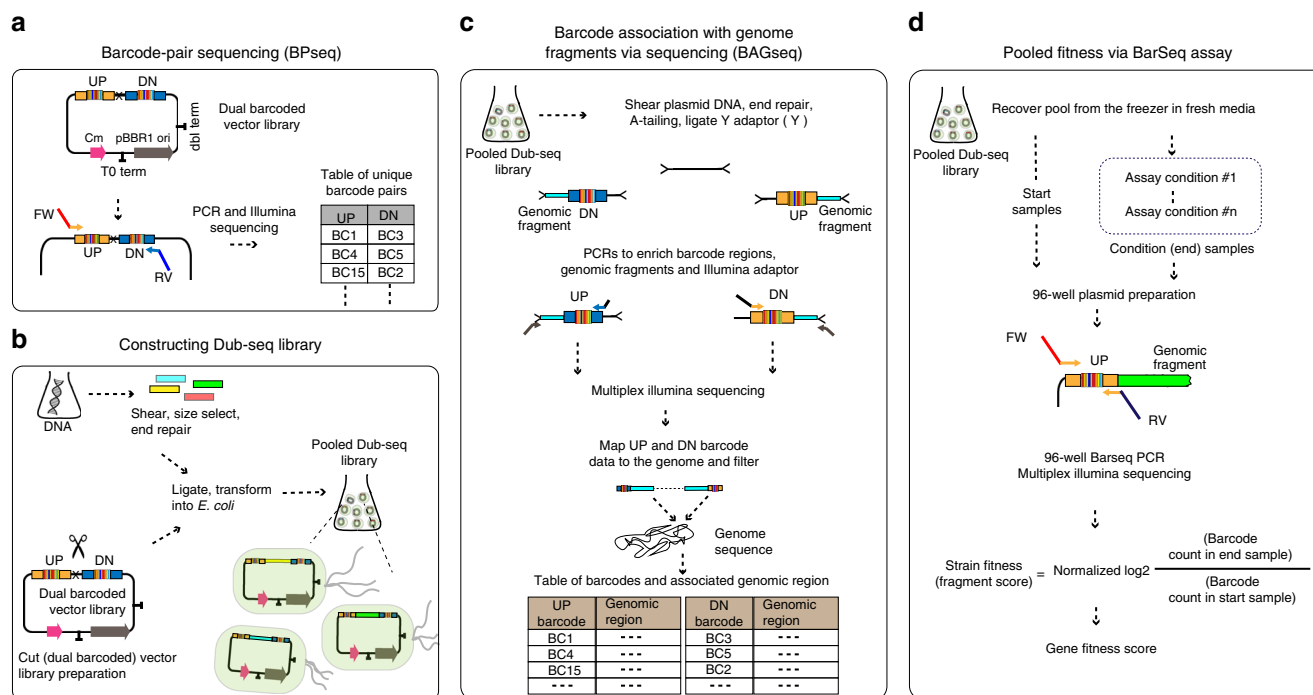 a
Barcode-pair sequencing (BPseq)
UP DN
Dual barcoded
vector library
dbl term
Cm pBBR1 ori
T0 term
FW
UP DN
RV
PCR and Illumina
sequencing
Table of unique
barcode pairs
UP DN
BC1 BC3
BC4 BC5
BC15 BC2
b
Constructing Dub-seq library
DNA
Shear, size select,
end repair
Ligate, transform
into E. coli
Pooled Dub-seq
library
UP DN
Dual barcoded
vector library
Cut (dual barcoded) vector
library preparation
c
Barcode association with
genome fragments via sequencing (BAGseq)
Pooled Dub-seq
library
Shear plasmid DNA, end repair,
A-tailing, ligate Y adaptor ( Y )
Genomic
fragment
DN
UP
Genomic
fragment
PCRs to enrich barcode regions,
genomic fragments and Illumina adaptor
UP
DN
Multiplex illumina sequencing
Map UP and DN barcode
data to the genome and filter
Genome
sequence
Table of barcodes and associated genomic region
UP barcode Genomic region DN barcode Genomic region
BC1 --- BC3 ---
BC4 --- BC5 ---
BC15 --- BC2 ---
--- --- --- ---
d
Pooled fitness via BarSeq assay
Recover pool from the freezer in fresh media
Pooled Dub-seq
library
Start
samples
Assay condition #1
Assay condition #n
Condition (end) samples
96-well plasmid preparation
FW
UP
Genomic
fragment
RV
96-well Barseq PCR
Multiplex illumina sequencing
Strain fitness
(fragment score)
= Normalized log2
(Barcode
count in end sample)
(Barcode
count in start sample)
Gene fitness score